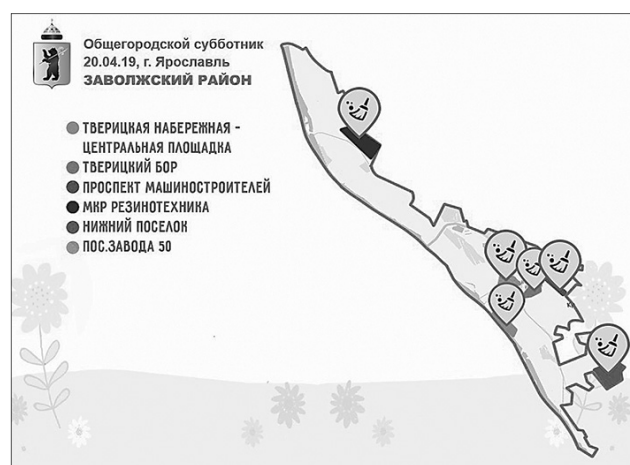 Общегородской субботник
20.04.19, г. Ярославль
ЗАВОЛЖСКИЙ РАЙОН
ТВЕРИЦКАЯ НАБЕРЕЖНАЯ -
ЦЕНТРАЛЬНАЯ ПЛОЩАДКА
ТВЕРИЦКИЙ БОР
ПРОСПЕКТ МАШИНОСТРОИТЕЛЕЙ
МКР РЕЗИНОТЕХНИКА
НИЖНИЙ ПОСЕЛОК
ПОС.ЗАВОДА 50